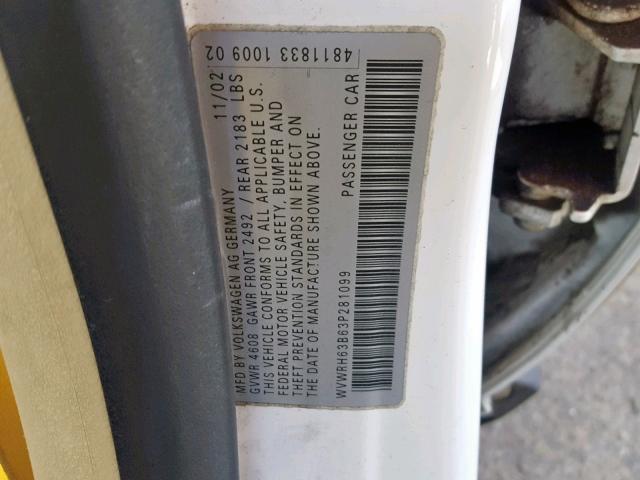 MFD BY VOLKSWAGEN AG GERMANY 11/02
GVWR 4608 GAWR FRONT 2492 / REAR 2183 LBS
THIS VEHICLE CONFORMS TO ALL APPLICABLE U.S.
FEDERAL MOTOR VEHICLE SAFETY, BUMPER AND
THEFT PREVENTION STANDARDS IN EFFECT ON
THE DATE OF MANUFACTURE SHOWN ABOVE.
WVWRH63B63P281099 PASSENGER CAR
4811833 1009 02